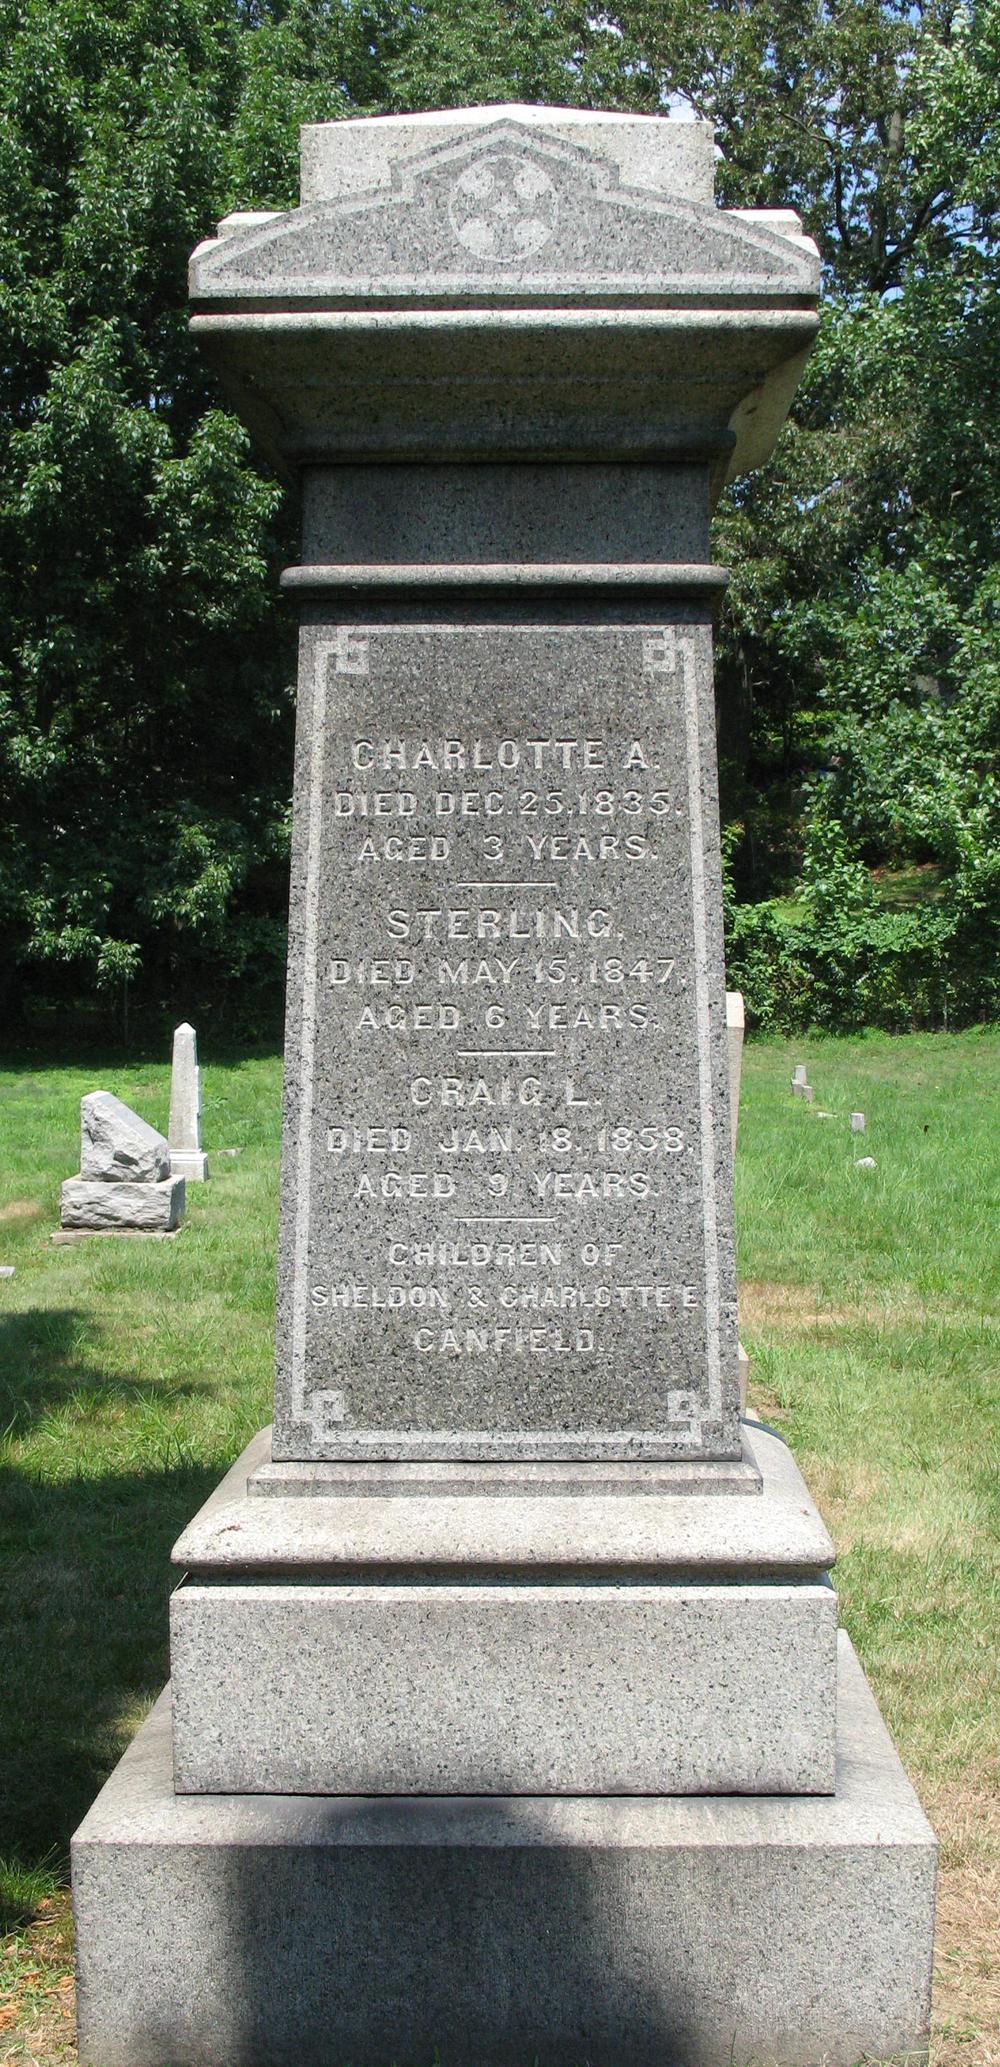 CHARLOTTE A.
DIED DEC. 25, 1835.
AGED 3 YEARS.
STERLING.
DIED MAY 15, 1847.
AGED 6 YEARS.
CRAIG L.
DIED JAN. 18, 1858.
AGED 9 YEARS.
CHILDREN OF
SHELDON & CHARLOTTE E
CANFIELD.